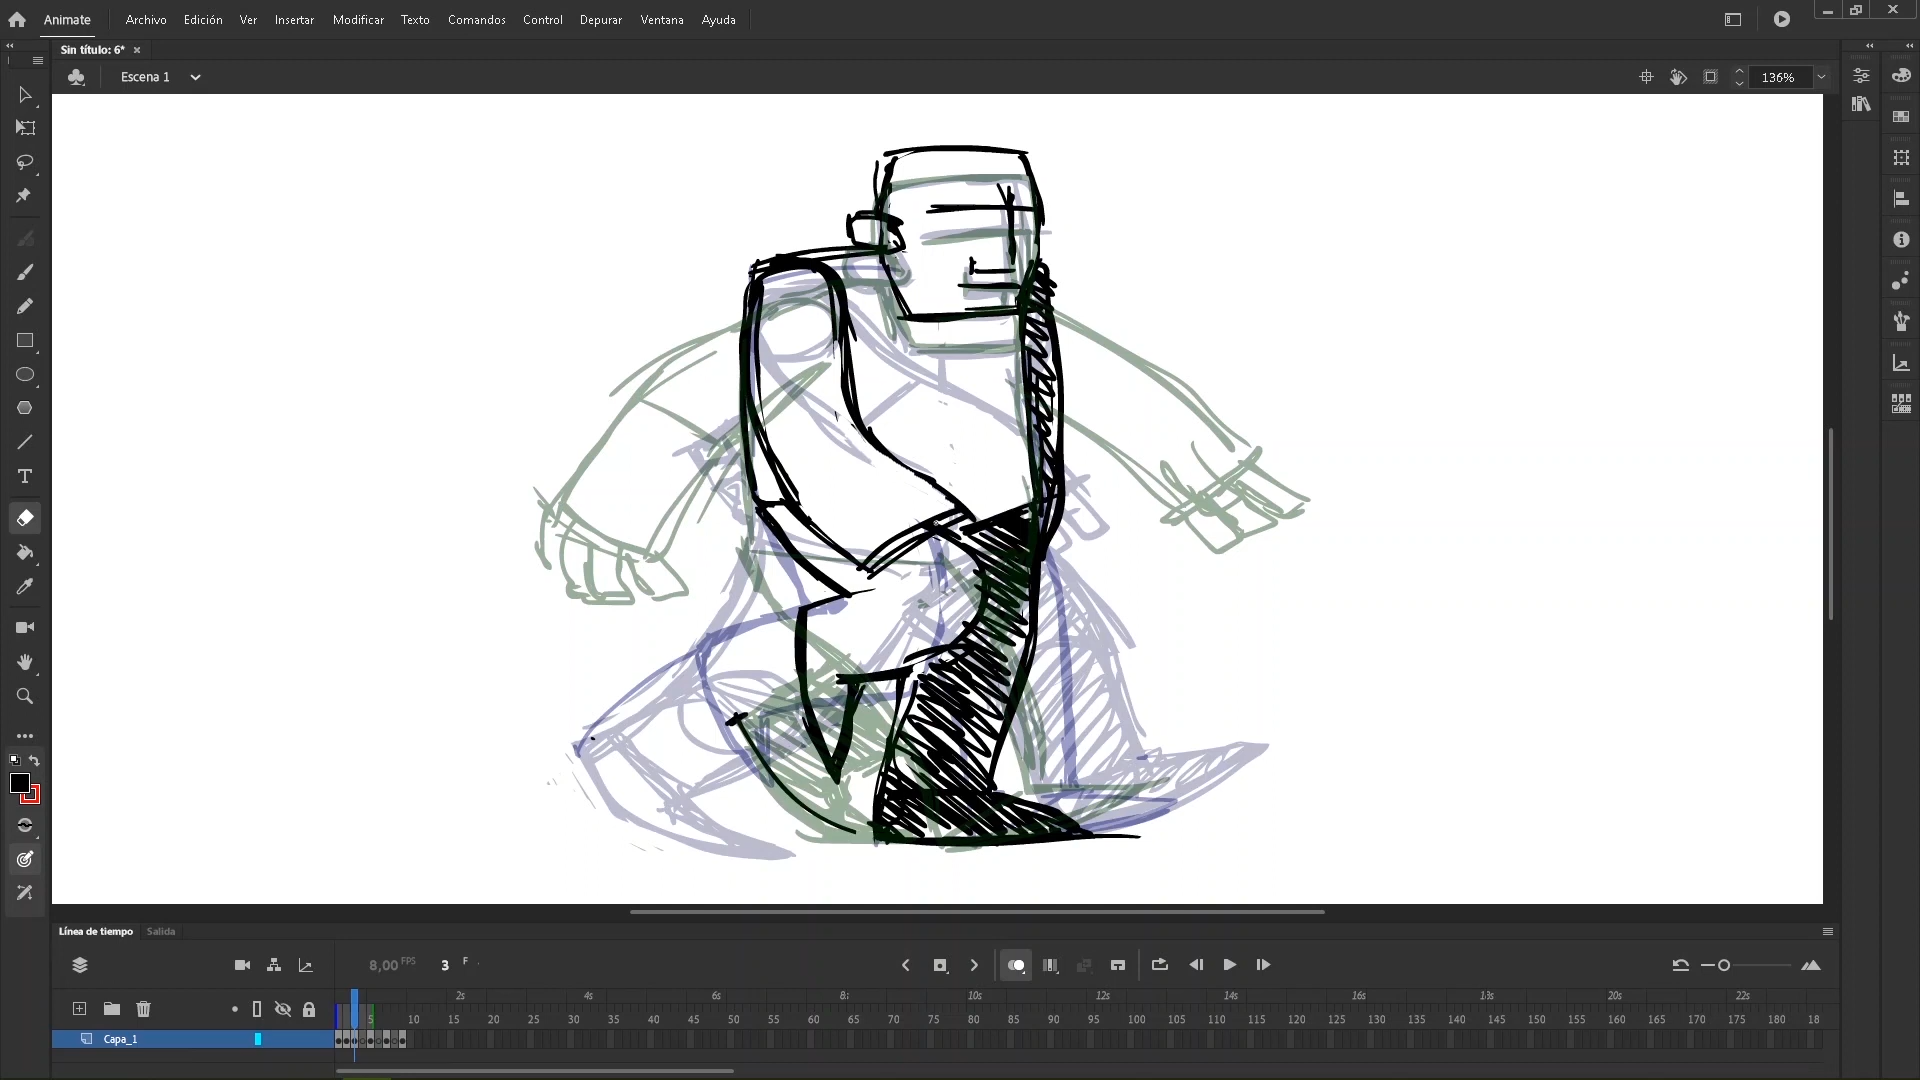 Animate Archivo Edición Ver Insertar Modificar Texto Comandos Control Depurar Ventana Ayuda
Sin título: 6*
Escena 1
136%
Línea de tiempo Salida
8,00 FPS 3 F
2s 4s 6s 8s 10s 12s 14s 16s 18s 20s 22s
5 10 15 20 25 30 35 40 45 50 55 60 65 70 75 80 85 90 95 100 105 110 115 120 125 130 135 140 145 150 155 160 165 170 175 180 18
Capa_1